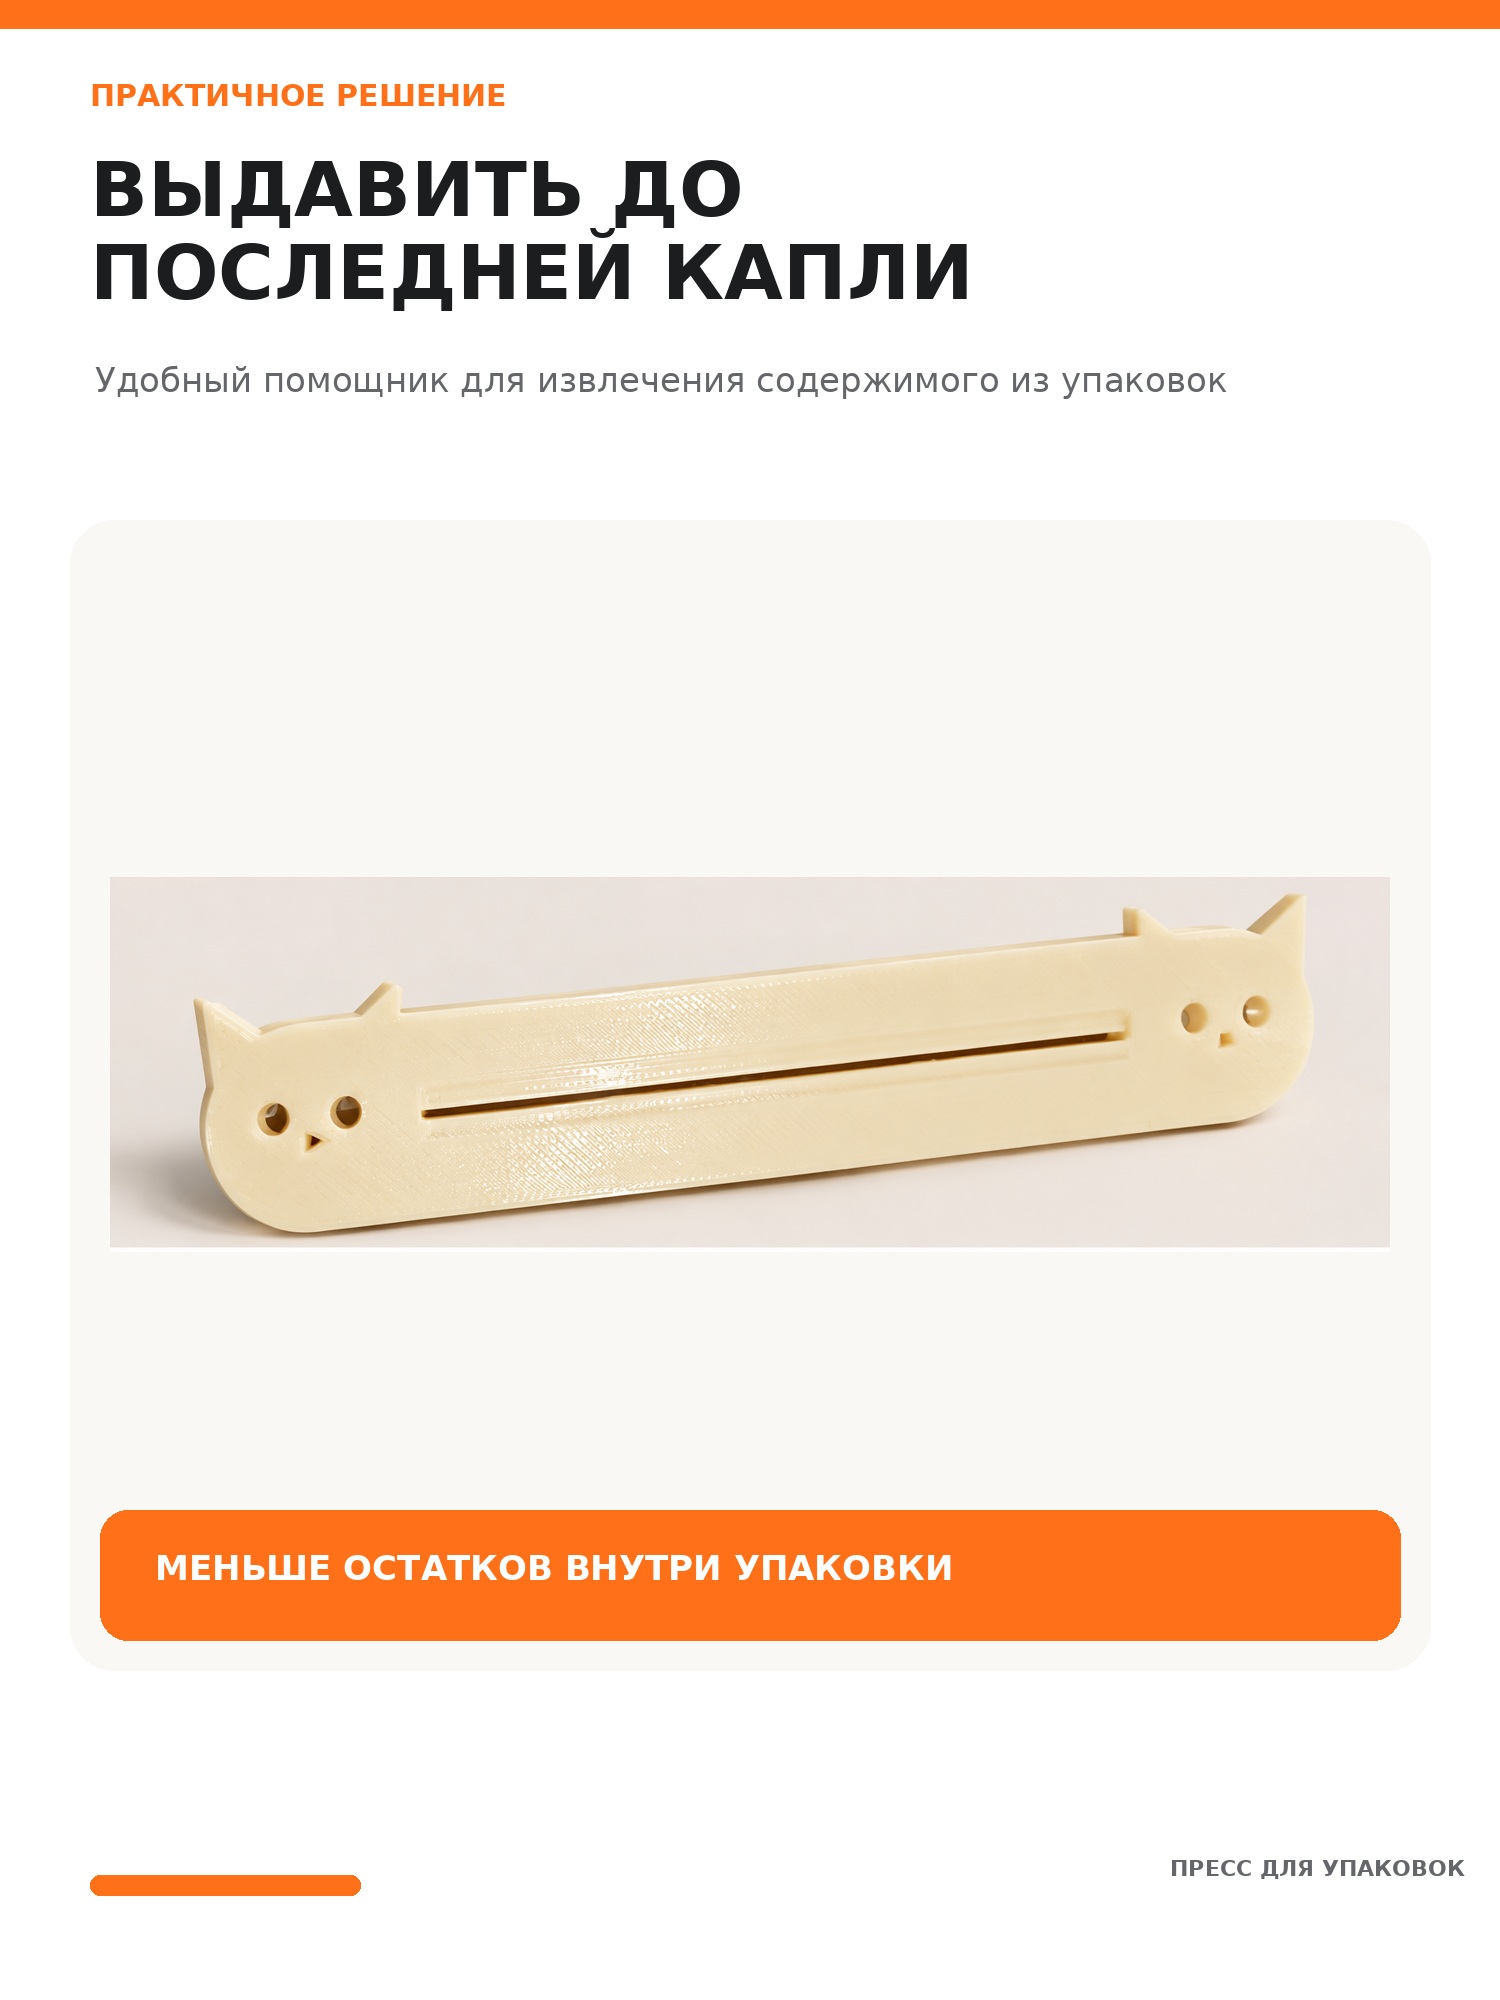 ПРАКТИЧНОЕ РЕШЕНИЕ
ВЫДАВИТЬ ДО
ПОСЛЕДНЕЙ КАПЛИ
Удобный помощник для извлечения содержимого из упаковок
МЕНЬШЕ ОСТАТКОВ ВНУТРИ УПАКОВКИ
ПРЕСС ДЛЯ УПАКОВОК